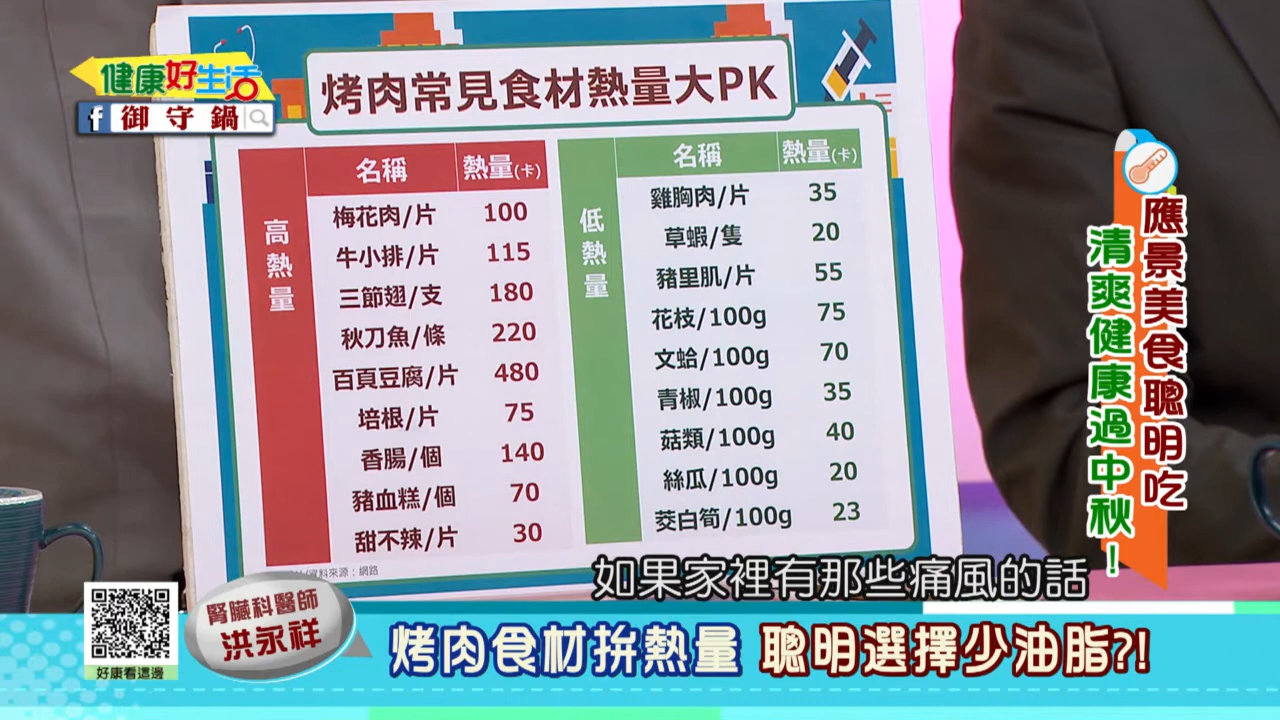 健康好生活
御守鍋
烤肉常見食材熱量大PK
高熱量
名稱 熱量(卡)
梅花肉/片 100
牛小排/片 115
三節翅/支 180
秋刀魚/條 220
百頁豆腐/片 480
培根/片 75
香腸/個 140
豬血糕/個 70
甜不辣/片 30
低熱量
名稱 熱量(卡)
雞胸肉/片 35
草蝦/隻 20
豬里肌/片 55
花枝/100g 75
文蛤/100g 70
青椒/100g 35
菇類/100g 40
絲瓜/100g 20
茭白筍/100g 23
資料來源：網路
應景美食聰明吃
清爽健康過中秋！
如果家裡有那些痛風的話
腎臟科醫師
洪永祥
烤肉食材拚熱量 聰明選擇少油脂?!
好康看這邊